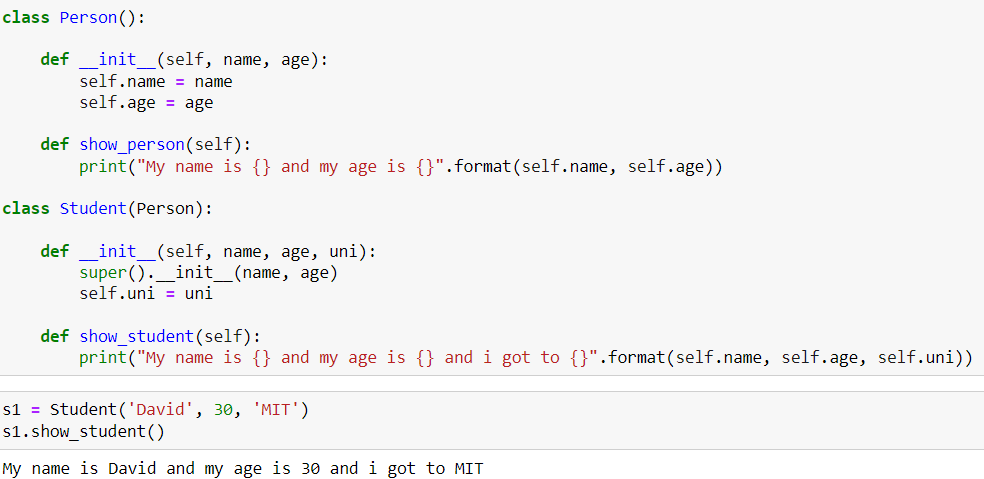 class Person():
def __init__(self, name, age):
self.name = name
self.age = age
def show_person(self):
print("My name is {} and my age is {}".format(self.name, self.age))
class Student(Person):
def __init__(self, name, age, uni):
super().__init__(name, age)
self.uni = uni
def show_student(self):
print("My name is {} and my age is {} and i got to {}".format(self.name, self.age, self.uni))
s1 = Student('David', 30, 'MIT')
s1.show_student()
My name is David and my age is 30 and i got to MIT